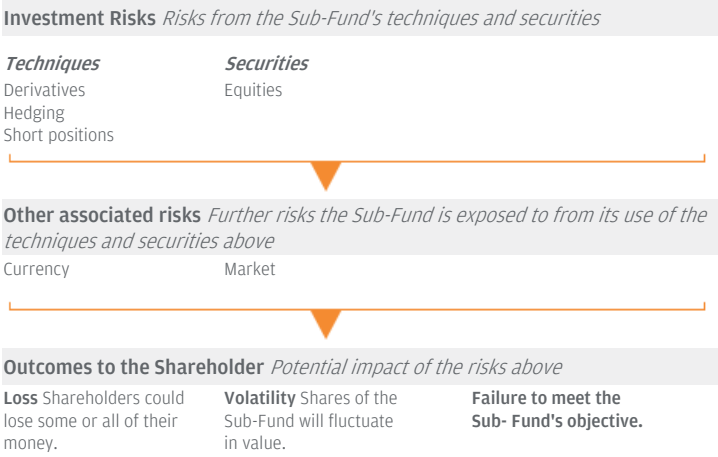 Investment Risks Risks from the Sub-Fund's techniques and securities
Techniques
Derivatives
Hedging
Short positions
Securities
Equities
Other associated risks Further risks the Sub-Fund is exposed to from its use of the
techniques and securities above
Currency
Market
Outcomes to the Shareholder Potential impact of the risks above
Loss Shareholders could
lose some or all of their
money.
Volatility Shares of the
Sub-Fund will fluctuate
in value.
Failure to meet the
Sub- Fund's objective.